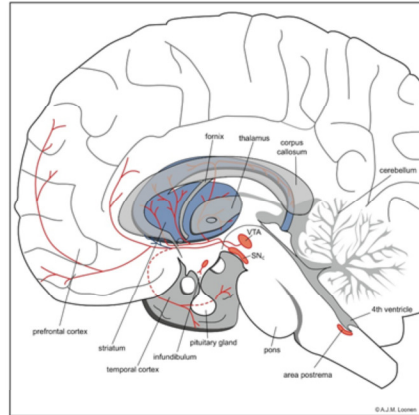 fornix
thalamus
corpus
callosum
cerebellum
VTA
SNc
prefrontal cortex
striatum
temporal cortex
infundibulum
pituitary gland
pons
4th ventricle
area postrema
© A.J.M. Loonen